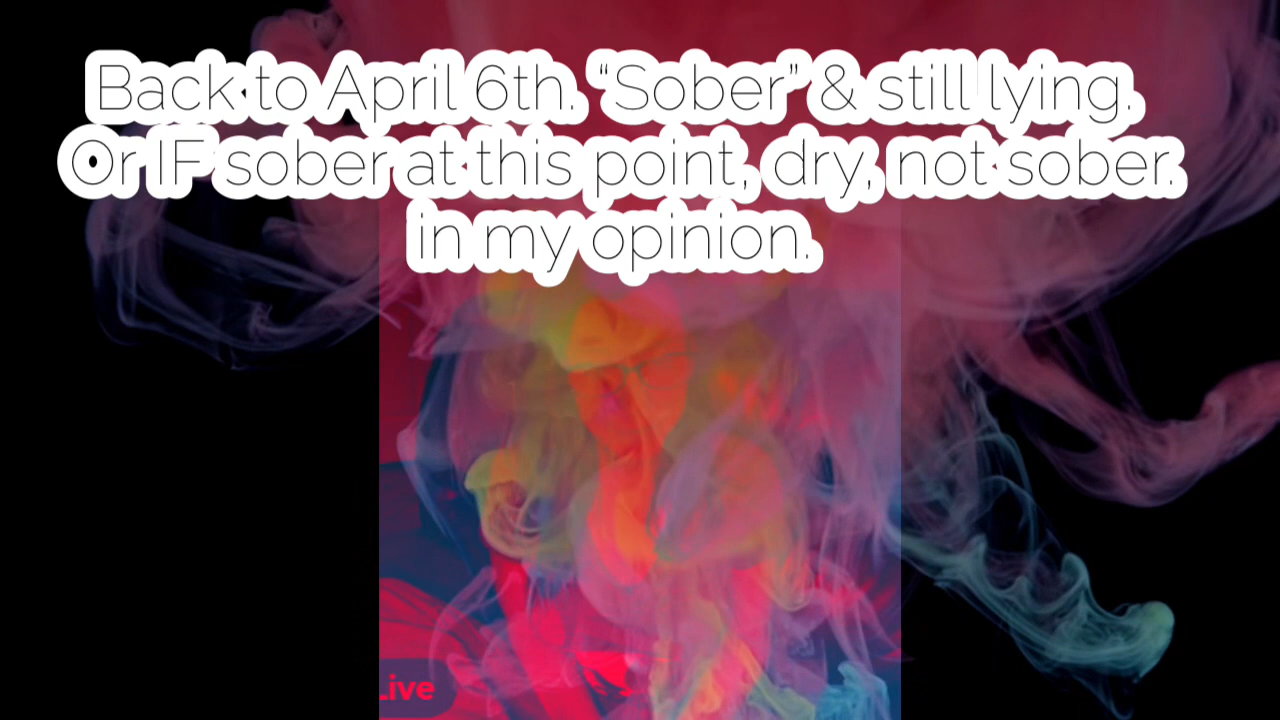 Back to April 6th. “Sober” & still lying.
Or IF sober at this point, dry, not sober.
in my opinion.
Live